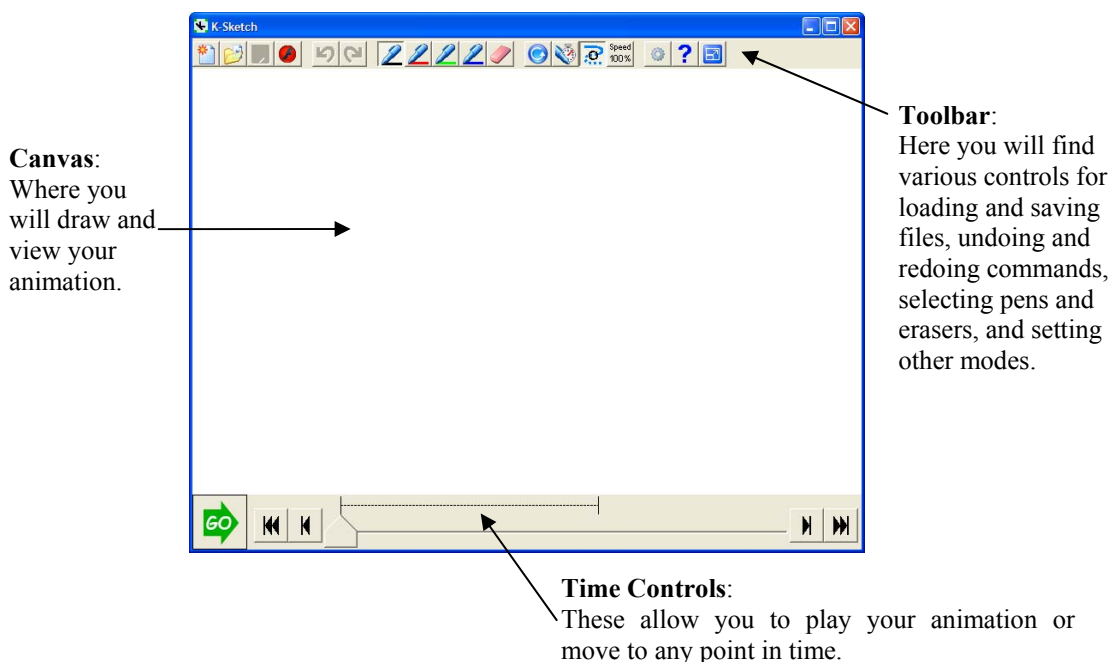 K-Sketch
Speed
100%
?
Toolbar:
Here you will find
various controls for
loading and saving
files, undoing and
redoing commands,
selecting pens and
erasers, and setting
other modes.
Canvas:
Where you
will draw and
view your
animation.
GO
Time Controls:
These allow you to play your animation or
move to any point in time.